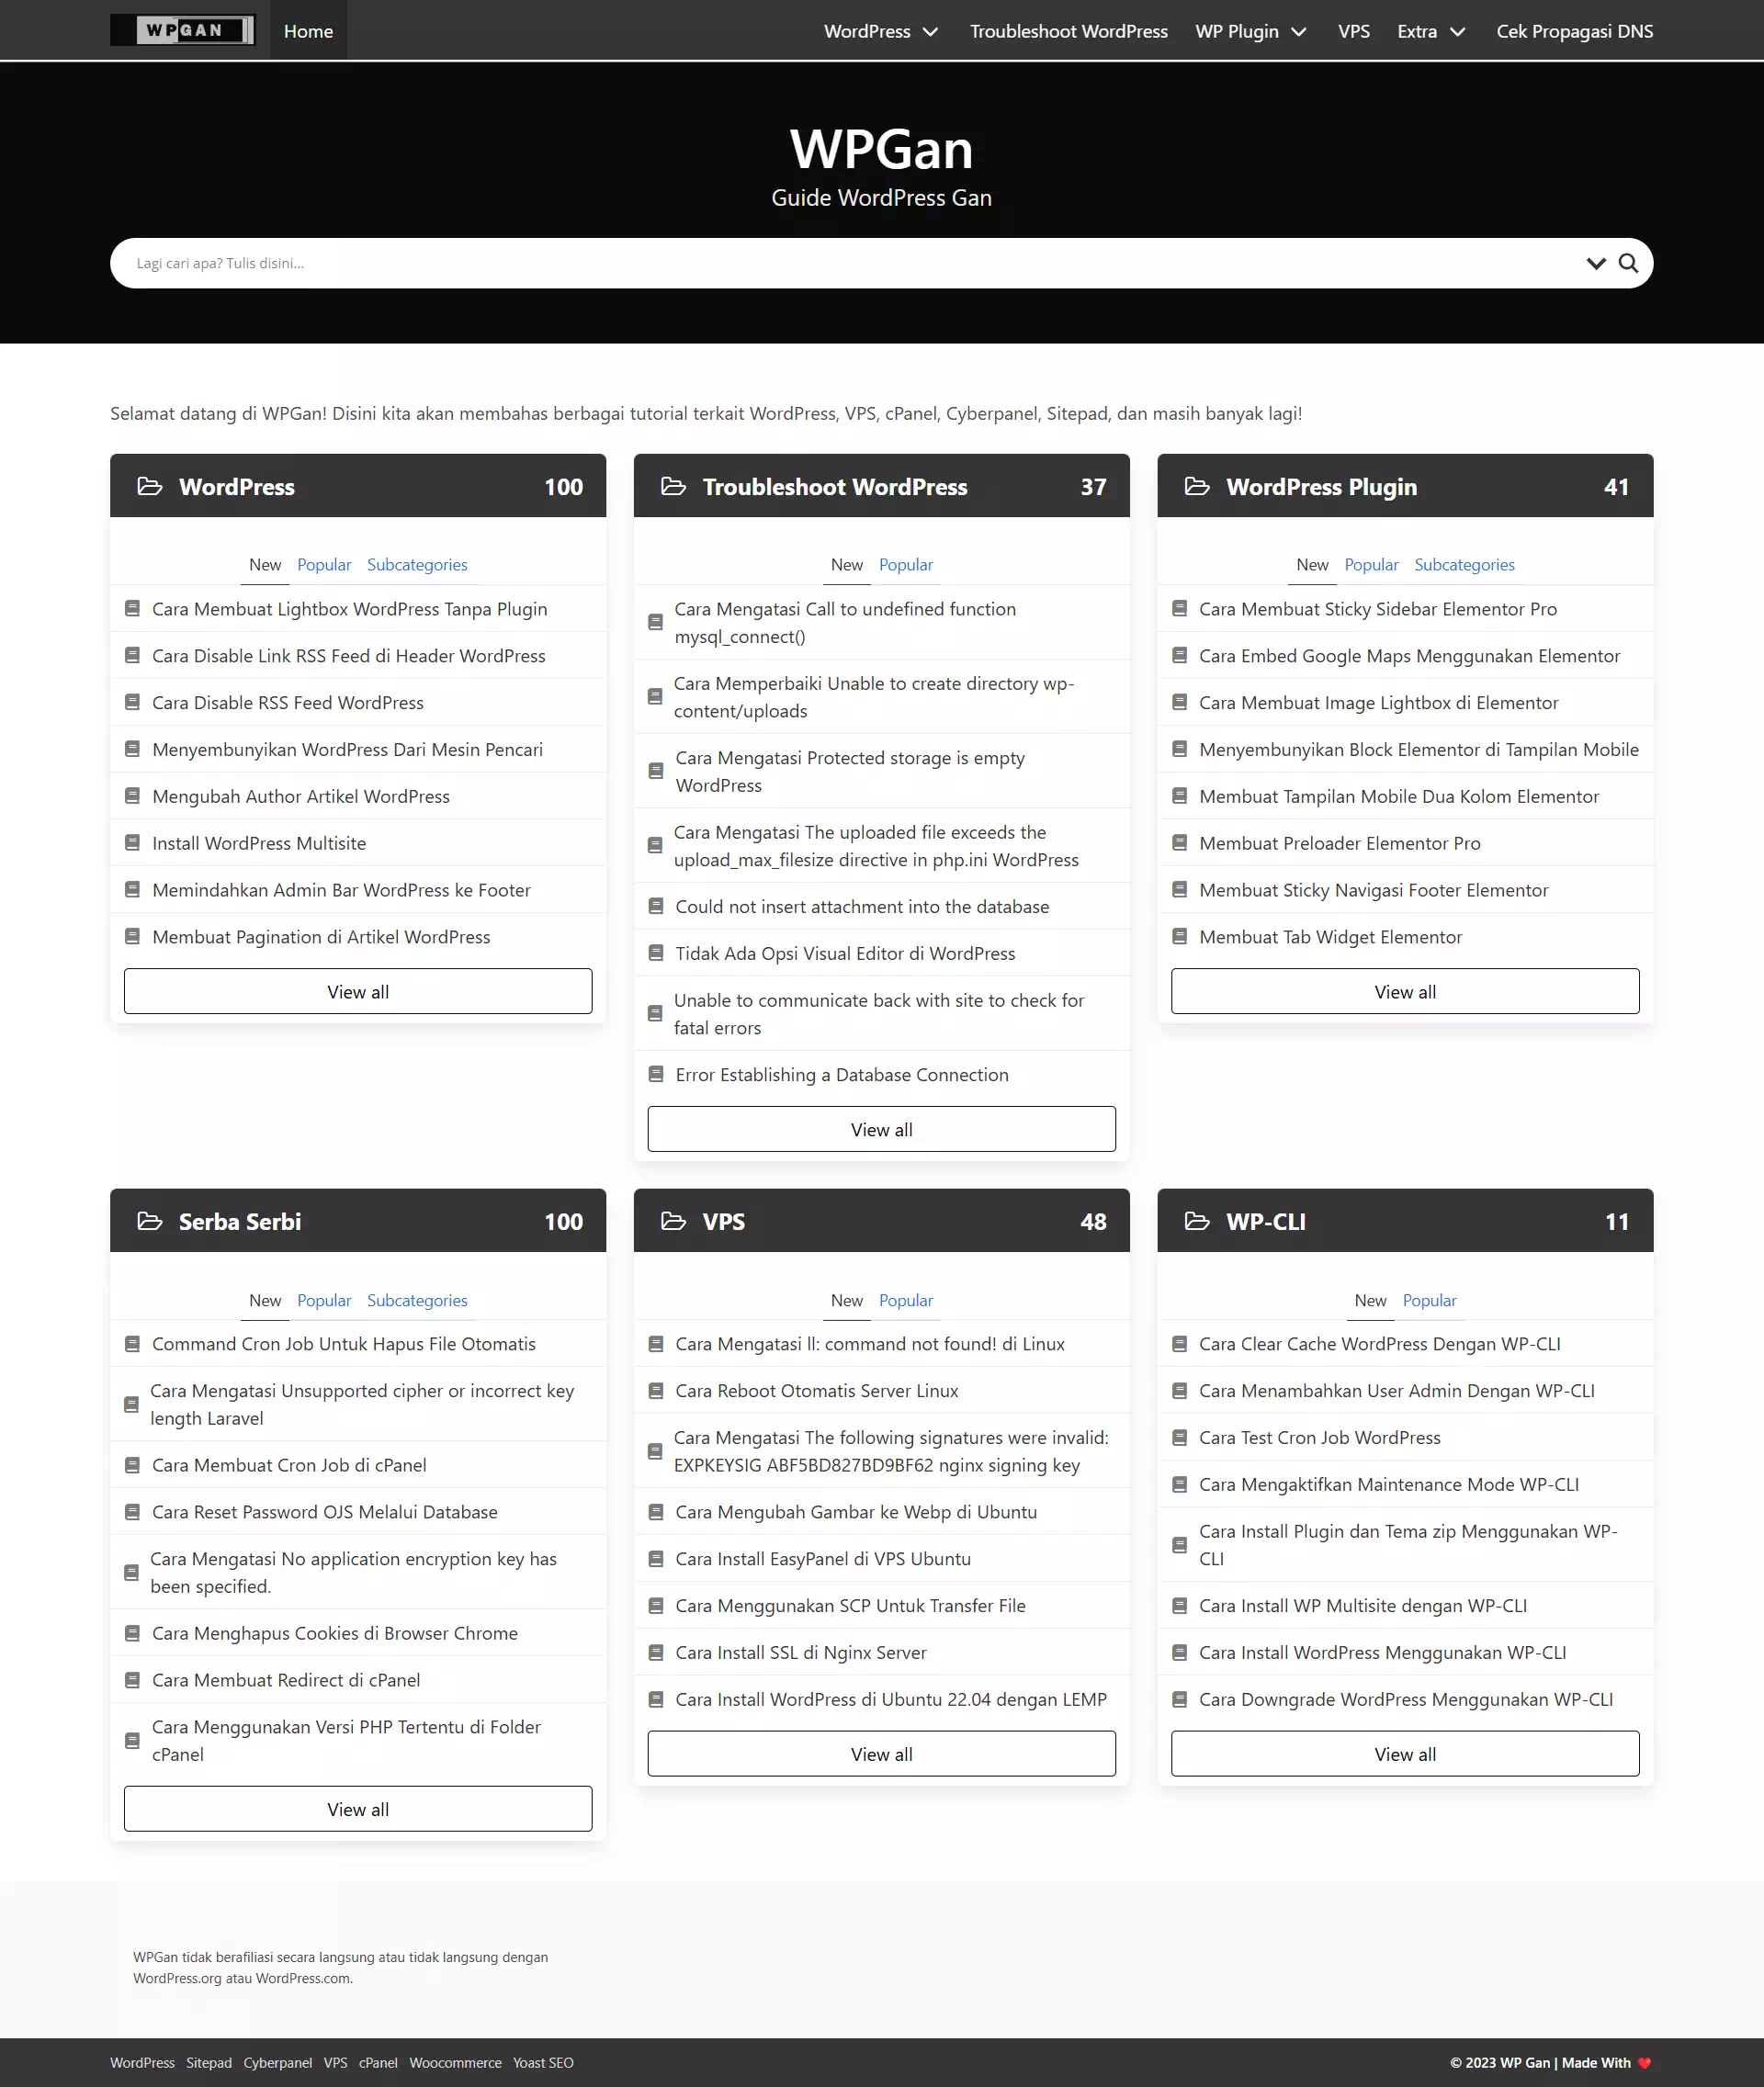 WPGAN
Home
WordPress
Troubleshoot WordPress
WP Plugin
VPS
Extra
Cek Propagasi DNS
WPGan
Guide WordPress Gan
Lagi cari apa? Tulis disini...
Selamat datang di WPGan! Disini kita akan membahas berbagai tutorial terkait WordPress, VPS, cPanel, Cyberpanel, Sitepad, dan masih banyak lagi!
WordPress 100
New Popular Subcategories
Cara Membuat Lightbox WordPress Tanpa Plugin
Cara Disable Link RSS Feed di Header WordPress
Cara Disable RSS Feed WordPress
Menyembunyikan WordPress Dari Mesin Pencari
Mengubah Author Artikel WordPress
Install WordPress Multisite
Memindahkan Admin Bar WordPress ke Footer
Membuat Pagination di Artikel WordPress
View all
Troubleshoot WordPress 37
New Popular
Cara Mengatasi Call to undefined function
mysql_connect()
Cara Memperbaiki Unable to create directory wp-
content/uploads
Cara Mengatasi Protected storage is empty
WordPress
Cara Mengatasi The uploaded file exceeds the
upload_max_filesize directive in php.ini WordPress
Could not insert attachment into the database
Tidak Ada Opsi Visual Editor di WordPress
Unable to communicate back with site to check for
fatal errors
Error Establishing a Database Connection
View all
WordPress Plugin 41
New Popular Subcategories
Cara Membuat Sticky Sidebar Elementor Pro
Cara Embed Google Maps Menggunakan Elementor
Cara Membuat Image Lightbox di Elementor
Menyembunyikan Block Elementor di Tampilan Mobile
Membuat Tampilan Mobile Dua Kolom Elementor
Membuat Preloader Elementor Pro
Membuat Sticky Navigasi Footer Elementor
Membuat Tab Widget Elementor
View all
Serba Serbi 100
New Popular Subcategories
Command Cron Job Untuk Hapus File Otomatis
Cara Mengatasi Unsupported cipher or incorrect key
length Laravel
Cara Membuat Cron Job di cPanel
Cara Reset Password OJS Melalui Database
Cara Mengatasi No application encryption key has
been specified.
Cara Menghapus Cookies di Browser Chrome
Cara Membuat Redirect di cPanel
Cara Menggunakan Versi PHP Tertentu di Folder
cPanel
View all
VPS 48
New Popular
Cara Mengatasi ll: command not found! di Linux
Cara Reboot Otomatis Server Linux
Cara Mengatasi The following signatures were invalid:
EXPKEYSIG ABF5BD827BD9BF62 nginx signing key
Cara Mengubah Gambar ke Webp di Ubuntu
Cara Install EasyPanel di VPS Ubuntu
Cara Menggunakan SCP Untuk Transfer File
Cara Install SSL di Nginx Server
Cara Install WordPress di Ubuntu 22.04 dengan LEMP
View all
WP-CLI 11
New Popular
Cara Clear Cache WordPress Dengan WP-CLI
Cara Menambahkan User Admin Dengan WP-CLI
Cara Test Cron Job WordPress
Cara Mengaktifkan Maintenance Mode WP-CLI
Cara Install Plugin dan Tema zip Menggunakan WP-
CLI
Cara Install WP Multisite dengan WP-CLI
Cara Install WordPress Menggunakan WP-CLI
Cara Downgrade WordPress Menggunakan WP-CLI
View all
WPGan tidak berafiliasi secara langsung atau tidak langsung dengan
WordPress.org atau WordPress.com.
WordPress Sitepad Cyberpanel VPS cPanel Woocommerce Yoast SEO
© 2023 WP Gan | Made With ❤️